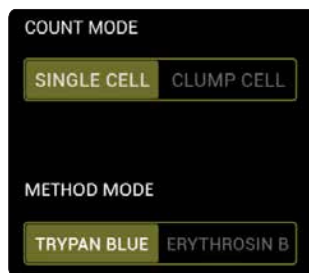 COUNT MODE
SINGLE CELL CLUMP CELL
METHOD MODE
TRYPAN BLUE ERYTHROSIN B